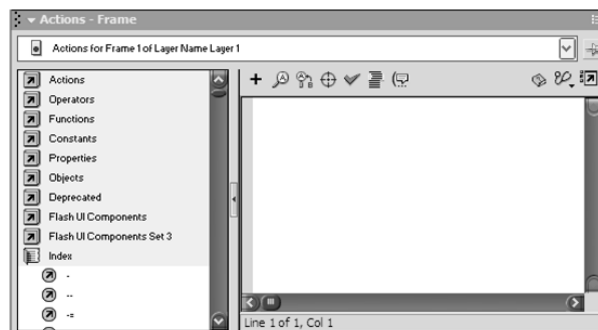 Actions - Frame
Actions for Frame 1 of Layer Name Layer 1
Actions
Operators
Functions
Constants
Properties
Objects
Deprecated
Flash UI Components
Flash UI Components Set 3
Index
-
--
-=
Line 1 of 1, Col 1